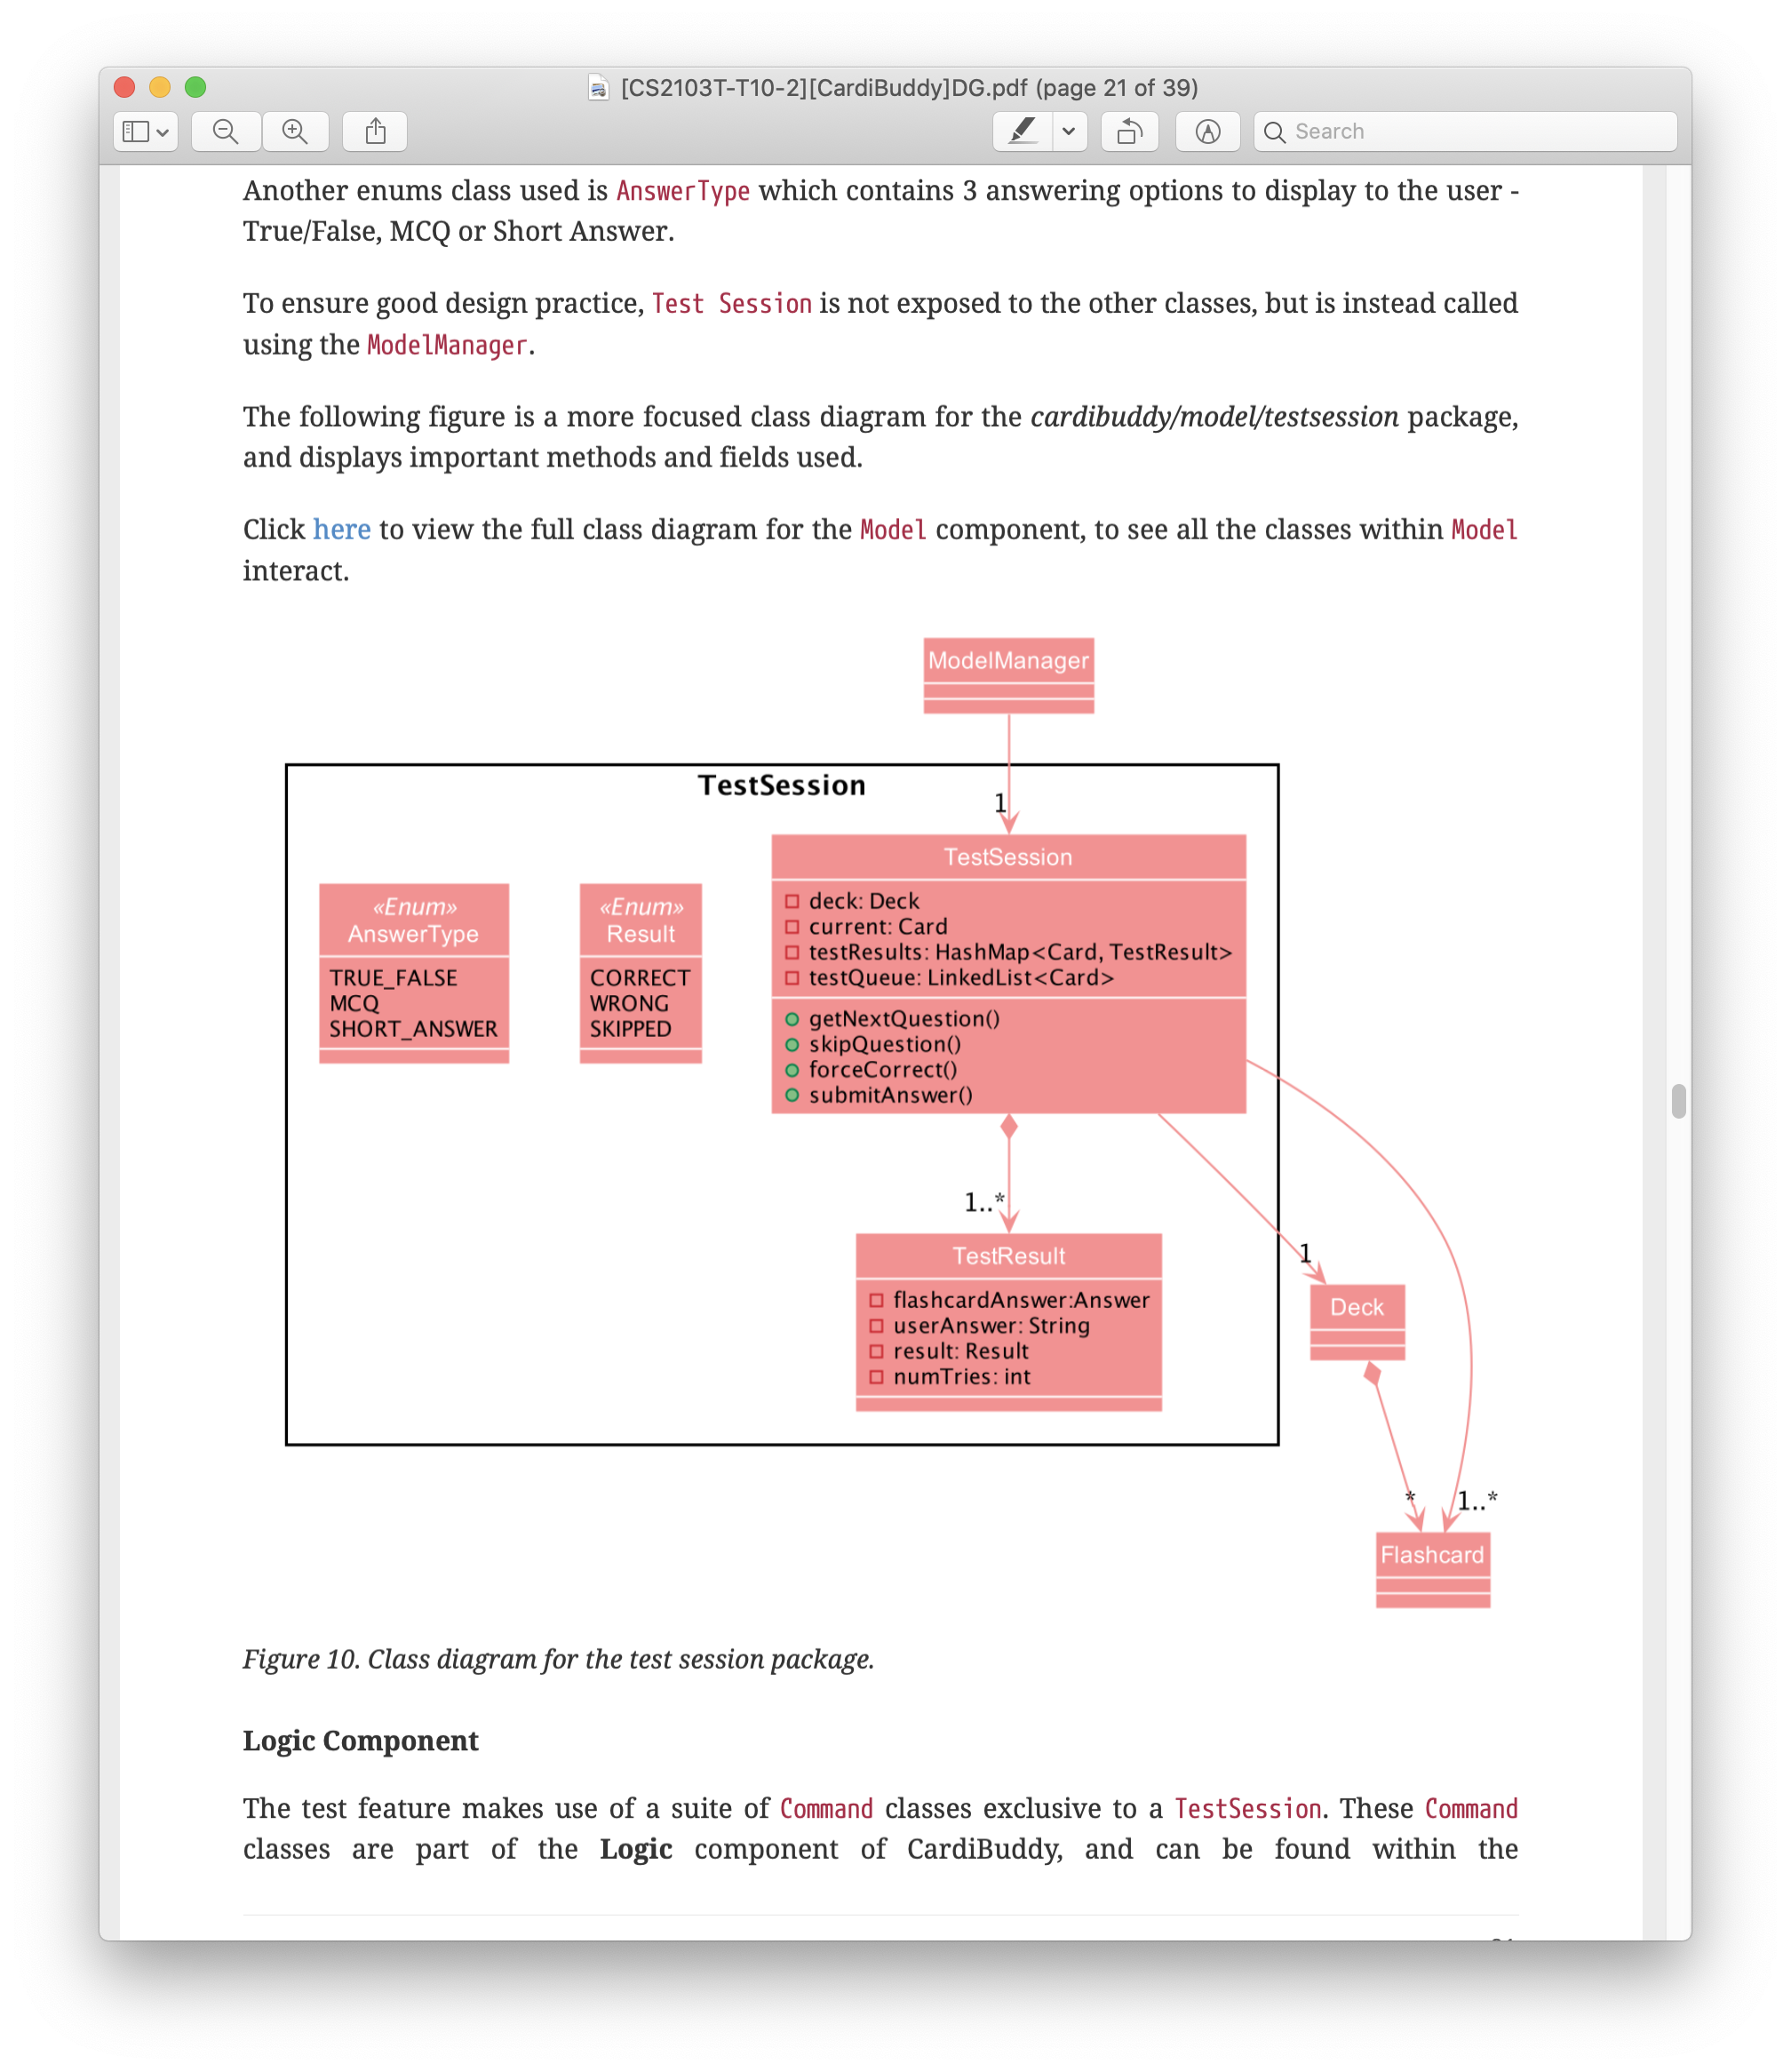 [CS2103T-T10-2][CardiBuddy]DG.pdf (page 21 of 39)
Search
Another enums class used is AnswerType which contains 3 answering options to display to the user -
True/False, MCQ or Short Answer.
To ensure good design practice, Test Session is not exposed to the other classes, but is instead called
using the ModelManager.
The following figure is a more focused class diagram for the cardibuddy/model/testsession package,
and displays important methods and fields used.
Click here to view the full class diagram for the Model component, to see all the classes within Model
interact.
ModelManager
TestSession
1
TestSession
deck: Deck
current: Card
testResults: HashMap<Card, TestResult>
testQueue: LinkedList<Card>
getNextQuestion()
skipQuestion()
forceCorrect()
submitAnswer()
«Enum»
AnswerType
TRUE_FALSE
MCQ
SHORT_ANSWER
«Enum»
Result
CORRECT
WRONG
SKIPPED
1..*
TestResult
flashcardAnswer:Answer
userAnswer: String
result: Result
numTries: int
1
Deck
*
1..*
Flashcard
Figure 10. Class diagram for the test session package.
Logic Component
The test feature makes use of a suite of Command classes exclusive to a TestSession. These Command
classes are part of the Logic component of CardiBuddy, and can be found within the